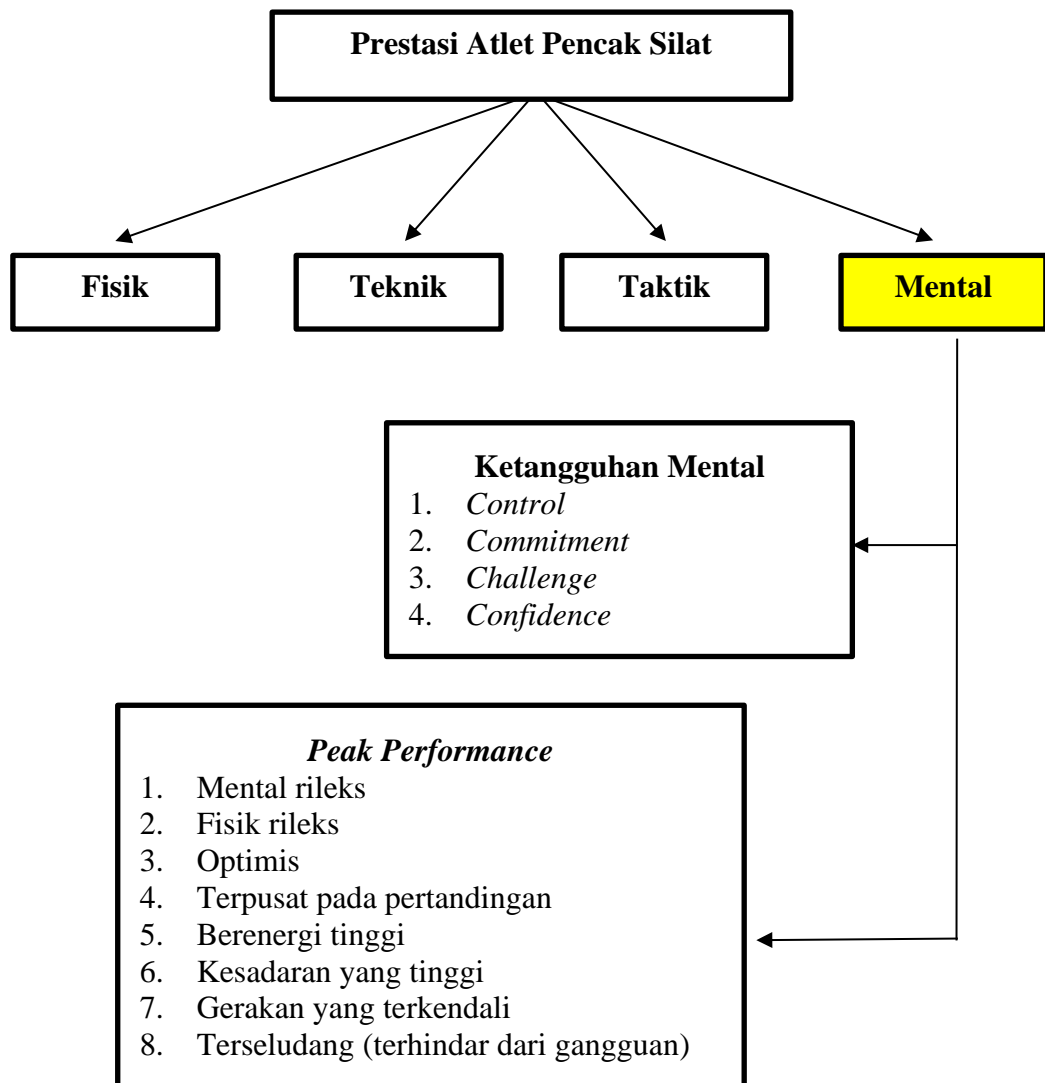 Prestasi Atlet Pencak Silat
Fisik
Teknik
Taktik
Mental
Ketangguhan Mental
1. Control
2. Commitment
3. Challenge
4. Confidence
Peak Performance
1. Mental rileks
2. Fisik rileks
3. Optimis
4. Terpusat pada pertandingan
5. Berenergi tinggi
6. Kesadaran yang tinggi
7. Gerakan yang terkendali
8. Terseludang (terhindar dari gangguan)